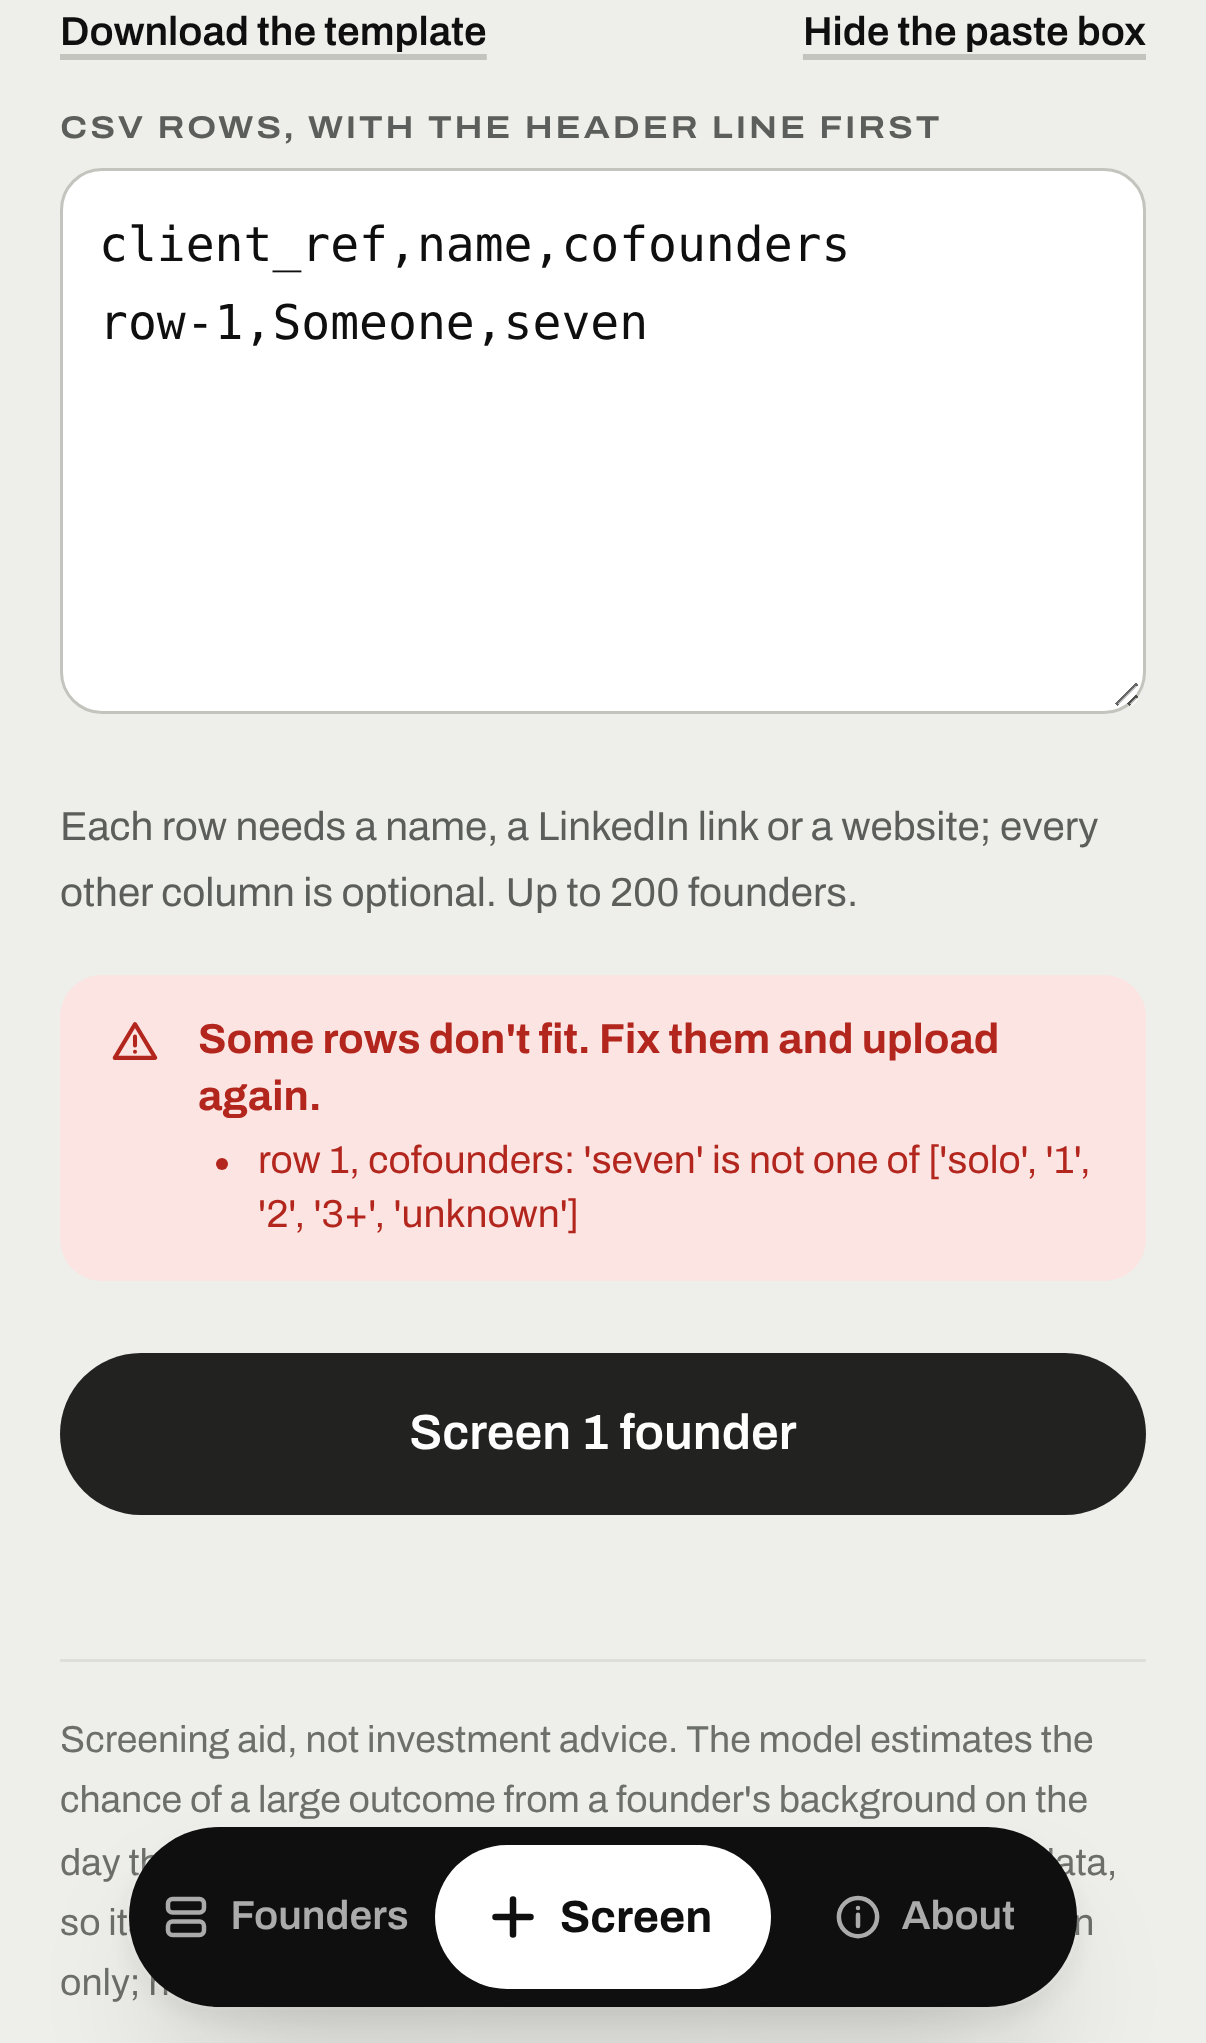 Download the template
Hide the paste box
CSV ROWS, WITH THE HEADER LINE FIRST
client_ref,name,cofounders
row-1,Someone,seven
Each row needs a name, a LinkedIn link or a website; every
other column is optional. Up to 200 founders.
Some rows don't fit. Fix them and upload
again.
row 1, cofounders: 'seven' is not one of ['solo', '1',
'2', '3+', 'unknown']
Screen 1 founder
Screening aid, not investment advice. The model estimates the
chance of a large outcome from a founder's background on the
day
so it
only;
Founders
Screen
About